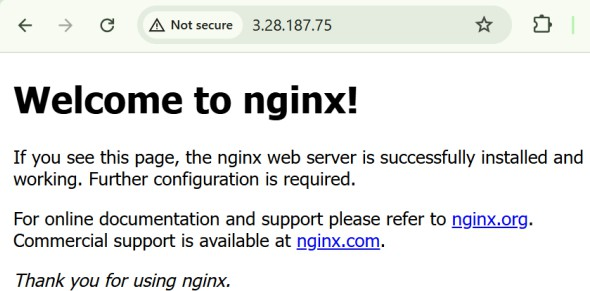 Not secure 3.28.187.75
Welcome to nginx!
If you see this page, the nginx web server is successfully installed and
working. Further configuration is required.
For online documentation and support please refer to nginx.org.
Commercial support is available at nginx.com.
Thank you for using nginx.